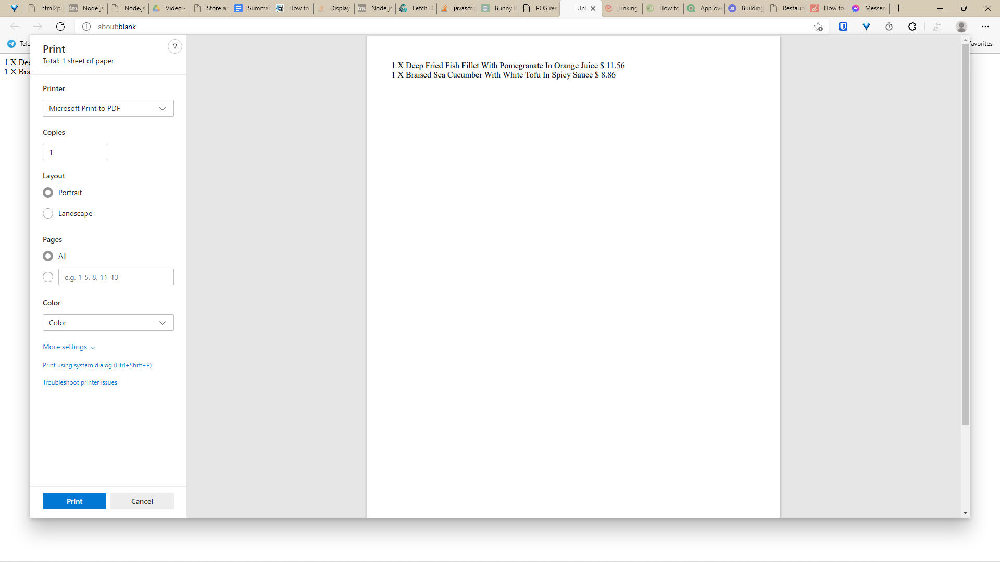 html2pu
Node js
Node.js
Video -
Store an
Summa
How to
Display
Node js
Fetch D
javascrip
Bunny B
POS res
Unt
Linking
How to
App ove
Building
Restaur
How to
Messen
about:blank
Tele
favorites
1 X Dee
1 X Bra
Print
Total: 1 sheet of paper
?
Printer
Microsoft Print to PDF
Copies
1
Layout
Portrait
Landscape
Pages
All
e.g. 1-5, 8, 11-13
Color
Color
More settings
Print using system dialog (Ctrl+Shift+P)
Troubleshoot printer issues
Print
Cancel
1 X Deep Fried Fish Fillet With Pomegranate In Orange Juice $ 11.56
1 X Braised Sea Cucumber With White Tofu In Spicy Sauce $ 8.86